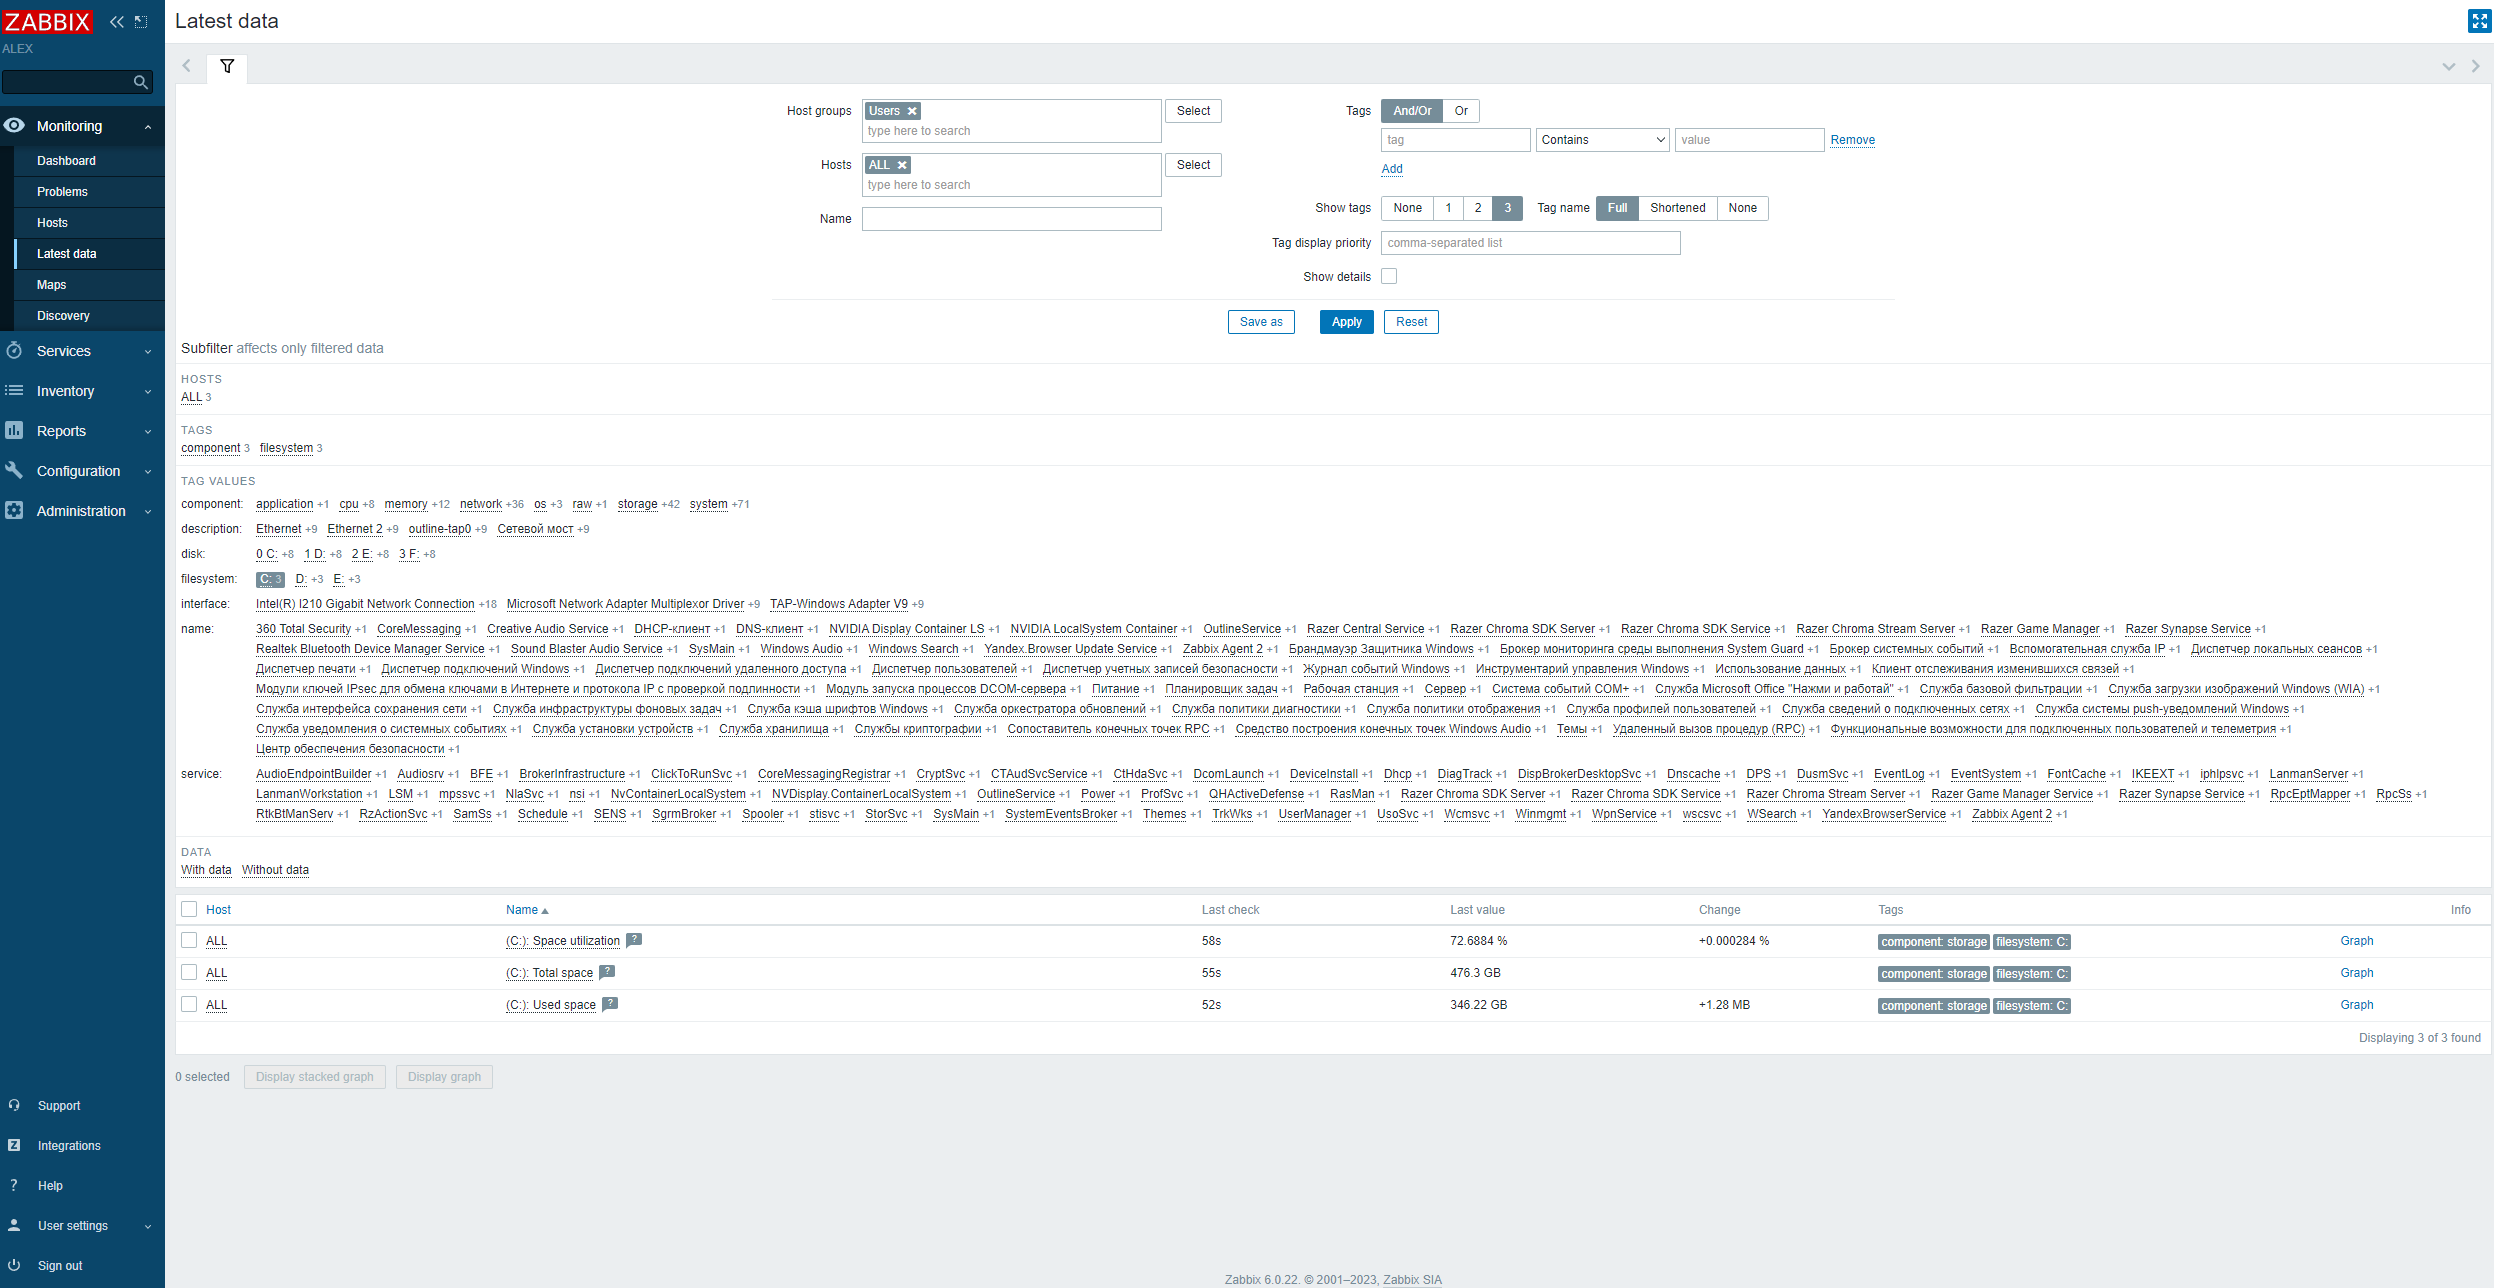 ZABBIX
ALEX
Monitoring
Dashboard
Problems
Hosts
Latest data
Maps
Discovery
Services
Inventory
Reports
Configuration
Administration
Support
Integrations
? Help
User settings
Sign out
Latest data
Host groups Users type here to search Select
Hosts ALL type here to search Select
Name
Tags And/Or Or
tag Contains value Remove
Add
Show tags None 1 2 3 Tag name Full Shortened None
Tag display priority comma-separated list
Show details
Save as Apply Reset
Subfilter affects only filtered data
HOSTS
ALL 3
TAGS
component 3 filesystem 3
TAG VALUES
component: application +1 cpu +8 memory +12 network +36 os +3 raw +1 storage +42 system +71
description: Ethernet +9 Ethernet 2 +9 outline-tap0 +9 Сетевой мост +9
disk: 0 C: +8 1 D: +8 2 E: +8 3 F: +8
filesystem: C: 3 D: +3 E: +3
interface: Intel(R) I210 Gigabit Network Connection +18 Microsoft Network Adapter Multiplexor Driver +9 TAP-Windows Adapter V9 +9
name: 360 Total Security +1 CoreMessaging +1 Creative Audio Service +1 DHCP-клиент +1 DNS-клиент +1 NVIDIA Display Container LS +1 NVIDIA LocalSystem Container +1 OutlineService +1 Razer Central Service +1 Razer Chroma SDK Server +1 Razer Chroma SDK Service +1 Razer Chroma Stream Server +1 Razer Game Manager +1 Razer Synapse Service +1
Realtek Bluetooth Device Manager Service +1 Sound Blaster Audio Service +1 SysMain +1 Windows Audio +1 Windows Search +1 Yandex.Browser Update Service +1 Zabbix Agent 2 +1 Брандмауэр Защитника Windows +1 Брокер мониторинга среды выполнения System Guard +1 Брокер системных событий +1 Вспомогательная служба IP +1 Диспетчер локальных сеансов +1
Диспетчер печати +1 Диспетчер подключений Windows +1 Диспетчер подключений удаленного доступа +1 Диспетчер пользователей +1 Диспетчер учетных записей безопасности +1 Журнал событий Windows +1 Инструментарий управления Windows +1 Использование данных +1 Клиент отслеживания изменившихся связей +1
Модули ключей IPsec для обмена ключами в Интернете и протокола IP с проверкой подлинности +1 Модуль запуска процессов DCOM-сервера +1 Питание +1 Планировщик задач +1 Рабочая станция +1 Сервер +1 Система событий COM+ +1 Служба Microsoft Office "Нажми и работай" +1 Служба базовой фильтрации +1 Служба загрузки изображений Windows (WIA) +1
Служба интерфейса сохранения сети +1 Служба инфраструктуры фоновых задач +1 Служба кэша шрифтов Windows +1 Служба оркестратора обновлений +1 Служба политики диагностики +1 Служба политики отображения +1 Служба профилей пользователей +1 Служба сведений о подключенных сетях +1 Служба системы push-уведомлений Windows +1
Служба уведомления о системных событиях +1 Служба установки устройств +1 Служба хранилища +1 Службы криптографии +1 Сопоставитель конечных точек RPC +1 Средство построения конечных точек Windows Audio +1 Темы +1 Удаленный вызов процедур (RPC) +1 Функциональные возможности для подключенных пользователей и телеметрия +1
Центр обеспечения безопасности +1
service: AudioEndpointBuilder +1 Audiosrv +1 BFE +1 BrokerInfrastructure +1 ClickToRunSvc +1 CoreMessagingRegistrar +1 CryptSvc +1 CTAudSvcService +1 CtHdaSvc +1 DcomLaunch +1 DeviceInstall +1 Dhcp +1 DiagTrack +1 DispBrokerDesktopSvc +1 Dnscache +1 DPS +1 DusmSvc +1 EventLog +1 EventSystem +1 FontCache +1 IKEEXT +1 iphlpsvc +1 LanmanServer +1
LanmanWorkstation +1 LSM +1 mpssvc +1 NlaSvc +1 nsi +1 NvContainerLocalSystem +1 NVDisplay.ContainerLocalSystem +1 OutlineService +1 Power +1 ProfSvc +1 QHActiveDefense +1 RasMan +1 Razer Chroma SDK Server +1 Razer Chroma SDK Service +1 Razer Chroma Stream Server +1 Razer Game Manager Service +1 Razer Synapse Service +1 RpcEptMapper +1 RpcSs +1
RtkBtManServ +1 RzActionSvc +1 SamSs +1 Schedule +1 SENS +1 SgrmBroker +1 Spooler +1 stisvc +1 StorSvc +1 SysMain +1 SystemEventsBroker +1 Themes +1 TrkWks +1 UserManager +1 UsoSvc +1 Wcmsvc +1 Winmgmt +1 WpnService +1 wscsvc +1 WSearch +1 YandexBrowserService +1 Zabbix Agent 2 +1
DATA
With data Without data
Host Name Last check Last value Change Tags Info
ALL (C:): Space utilization ? 58s 72.6884 % +0.000284 % component: storage filesystem: C: Graph
ALL (C:): Total space ? 55s 476.3 GB component: storage filesystem: C: Graph
ALL (C:): Used space ? 52s 346.22 GB +1.28 MB component: storage filesystem: C: Graph
Displaying 3 of 3 found
0 selected Display stacked graph Display graph
Zabbix 6.0.22. © 2001–2023, Zabbix SIA